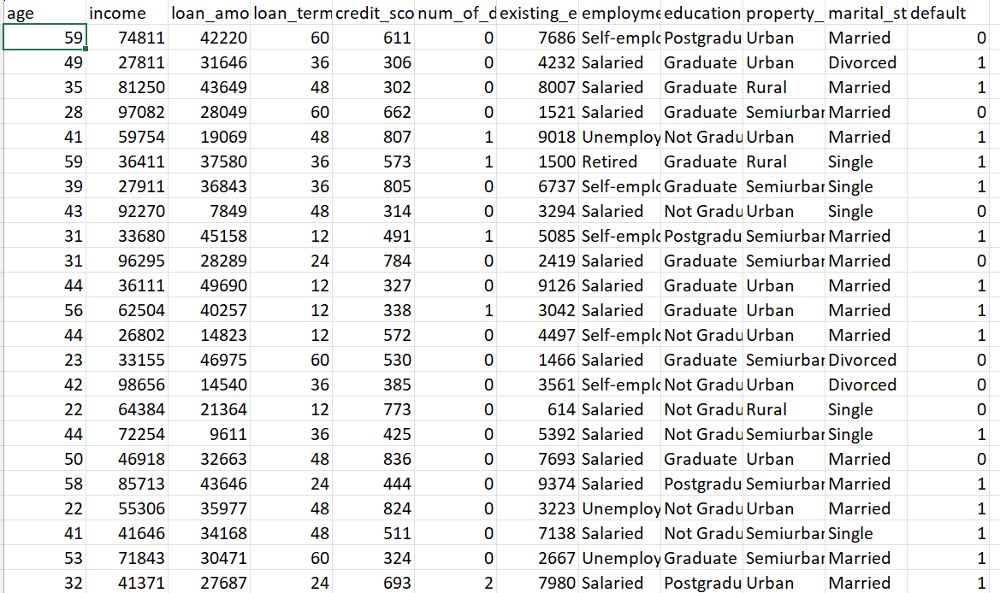 age income loan_amo loan_term credit_sco num_of_d existing_e employme education property_ marital_st default
59 74811 42220 60 611 0 7686 Self-emplo Postgradu Urban Married 0
49 27811 31646 36 306 0 4232 Salaried Graduate Urban Divorced 1
35 81250 43649 48 302 0 8007 Salaried Graduate Rural Married 1
28 97082 28049 60 662 0 1521 Salaried Graduate Semiurbar Married 0
41 59754 19069 48 807 1 9018 Unemploy Not Gradu Urban Married 1
59 36411 37580 36 573 1 1500 Retired Graduate Rural Single 1
39 27911 36843 36 805 0 6737 Self-emplo Graduate Semiurbar Single 1
43 92270 7849 48 314 0 3294 Salaried Not Gradu Urban Single 0
31 33680 45158 12 491 1 5085 Self-emplo Postgradu Semiurbar Married 1
31 96295 28289 24 784 0 2419 Salaried Graduate Semiurbar Married 0
44 36111 49690 12 327 0 9126 Salaried Graduate Urban Married 1
56 62504 40257 12 338 1 3042 Salaried Graduate Urban Married 1
44 26802 14823 12 572 0 4497 Self-emplo Not Gradu Urban Married 1
23 33155 46975 60 530 0 1466 Salaried Graduate Semiurbar Divorced 0
42 98656 14540 36 385 0 3561 Self-emplo Not Gradu Urban Divorced 0
22 64384 21364 12 773 0 614 Salaried Not Gradu Rural Single 0
44 72254 9611 36 425 0 5392 Salaried Not Gradu Semiurbar Single 1
50 46918 32663 48 836 0 7693 Salaried Graduate Urban Married 0
58 85713 43646 24 444 0 9374 Salaried Postgradu Semiurbar Married 1
22 55306 35977 48 824 0 3223 Unemploy Not Gradu Urban Married 1
41 41646 34168 48 511 0 7138 Salaried Not Gradu Semiurbar Single 1
53 71843 30471 60 324 0 2667 Unemploy Graduate Semiurbar Married 1
32 41371 27687 24 693 2 7980 Salaried Postgradu Urban Married 1